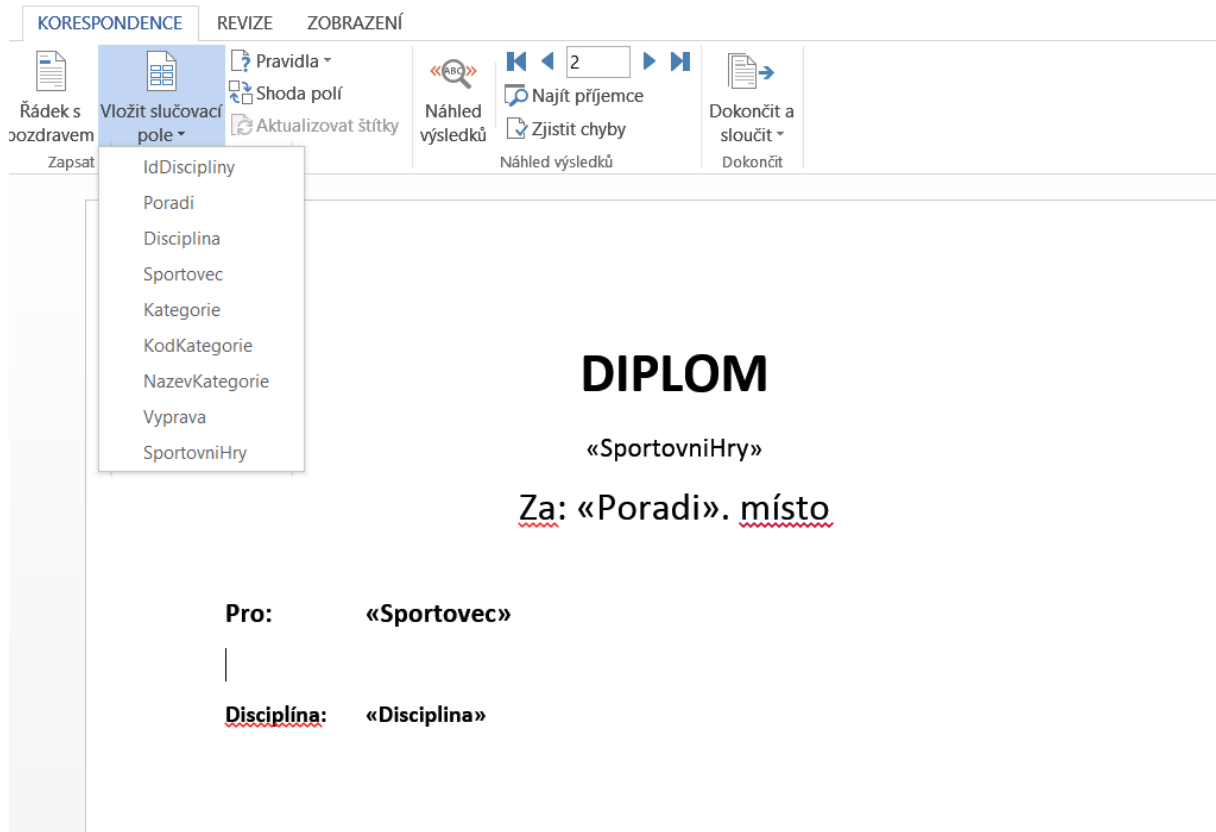 KORESPONDENCE REVIZE ZOBRAZENÍ
Pravidla
2
Shoda polí
Najít příjemce
Řádek s Vložit slučovací
Náhled
Dokončit a
pozdravem pole
Aktualizovat štítky
výsledků
Zjistit chyby
sloučit
Zapsat
Náhled výsledků
Dokončit
«ABC»
IdDiscipliny
Poradi
Disciplina
Sportovec
Kategorie
KodKategorie
NazevKategorie
Vyprava
SportovniHry
DIPLOM
«SportovniHry»
Za: «Poradi». místo
Pro: «Sportovec»
Disciplína: «Disciplina»